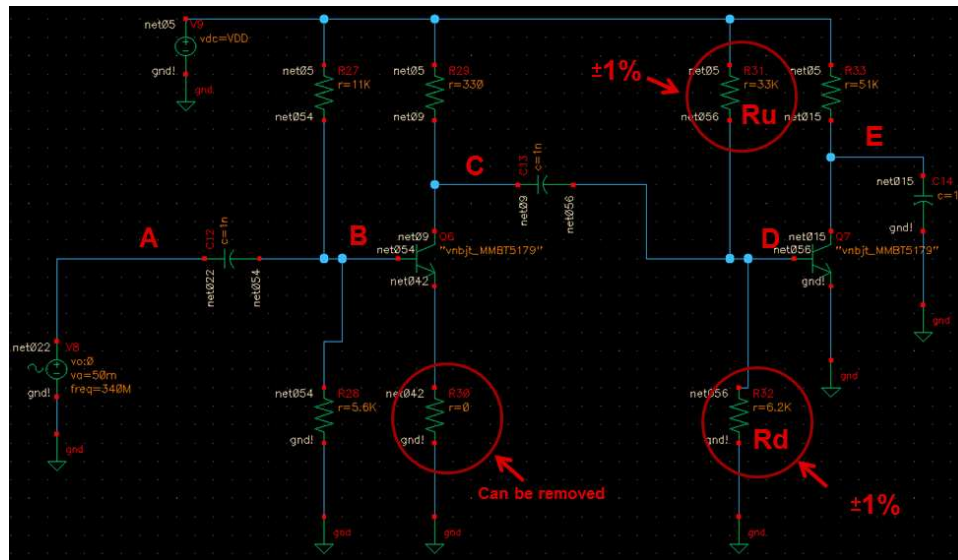 net05
V9
vdc=VDD
gnd!
gnd
net05
R27
r=11K
net054
net05
R29
r=330
net09
±1%
net05
R31
r=33K
net056
Ru
net05
R33
r=51K
net015
A
C12
c=1n
net022
net054
B
C
C13
c=1n
net09
net056
net09
Q6
net054
"vnbjt_MMBT5179"
net042
D
net015
Q7
net056
"vnbjt_MMBT5179"
gnd!
E
net015
C14
gnd!
gnd
gnd
net022
V8
vo:0
va=50m
freq=340M
gnd!
gnd
net054
R28
r=5.6K
gnd!
gnd
net042
R30
r=0
gnd!
Can be removed
gnd
net056
R32
r=6.2K
gnd!
Rd
±1%
gnd